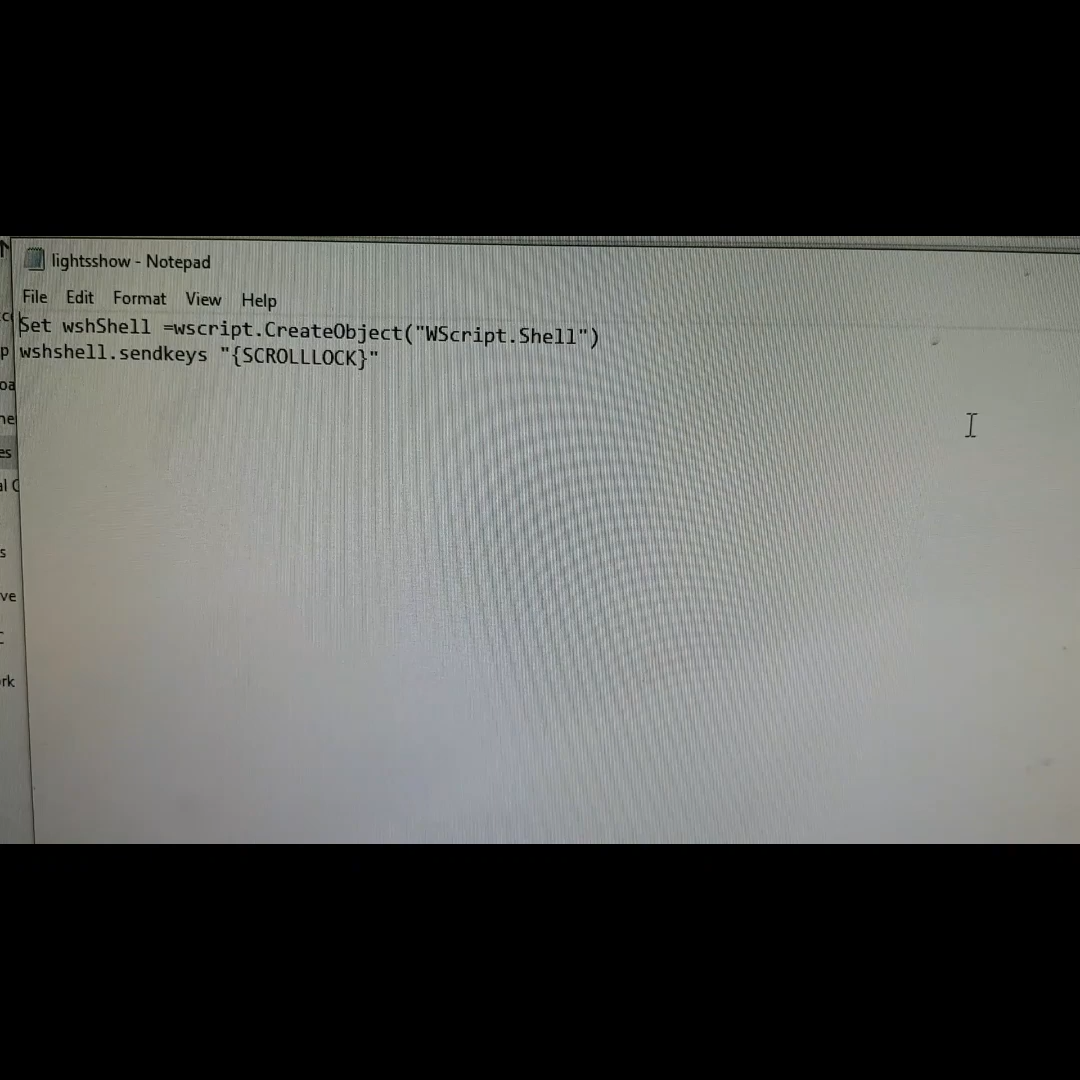 lightsshow - Notepad
File Edit Format View Help
Set wshShell =wscript.CreateObject("WScript.Shell")
wshshell.sendkeys "{SCROLLLOCK}"